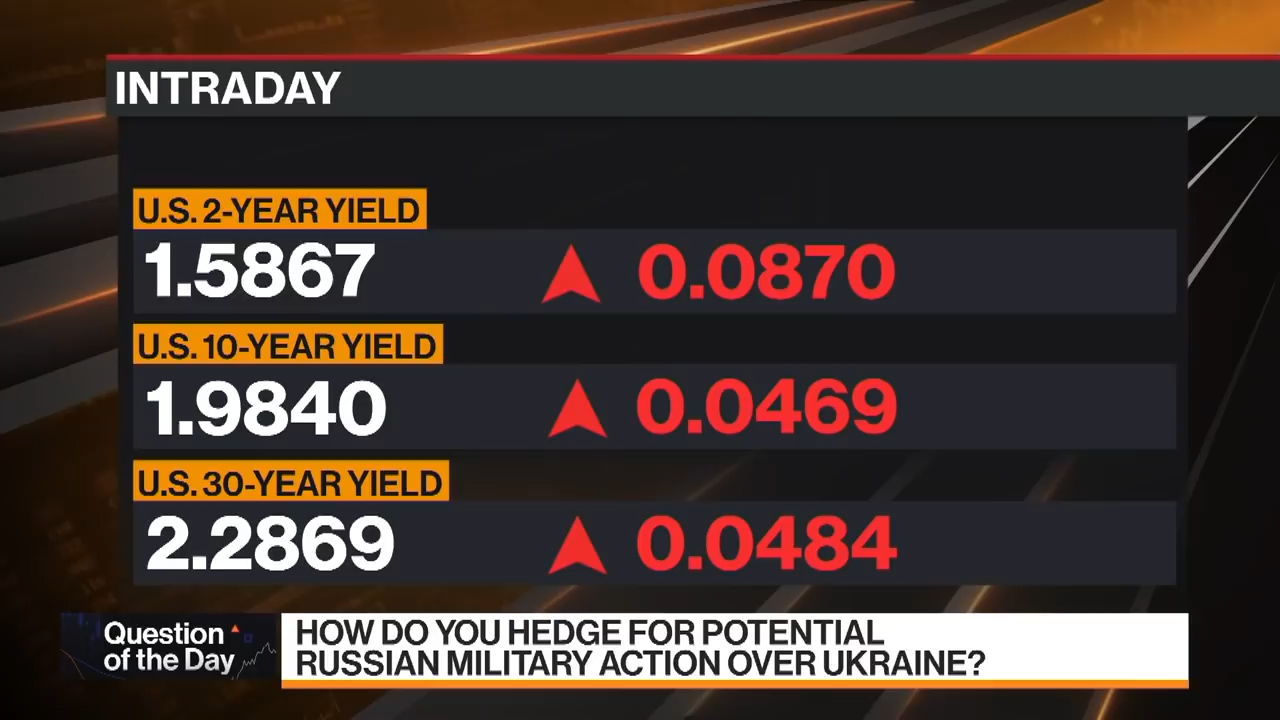 INTRADAY
U.S. 2-YEAR YIELD
1.5867 ▲ 0.0870
U.S. 10-YEAR YIELD
1.9840 ▲ 0.0469
U.S. 30-YEAR YIELD
2.2869 ▲ 0.0484
Question
of the Day
HOW DO YOU HEDGE FOR POTENTIAL
RUSSIAN MILITARY ACTION OVER UKRAINE?